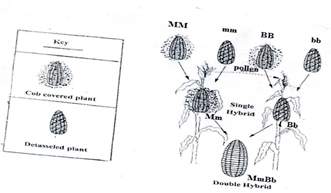 Key
Cob covered plant
Detasseled plant
MM
mm
BB
bb
pollen
Single
Hybrid
Mm
Bb
MmBb
Double Hybrid